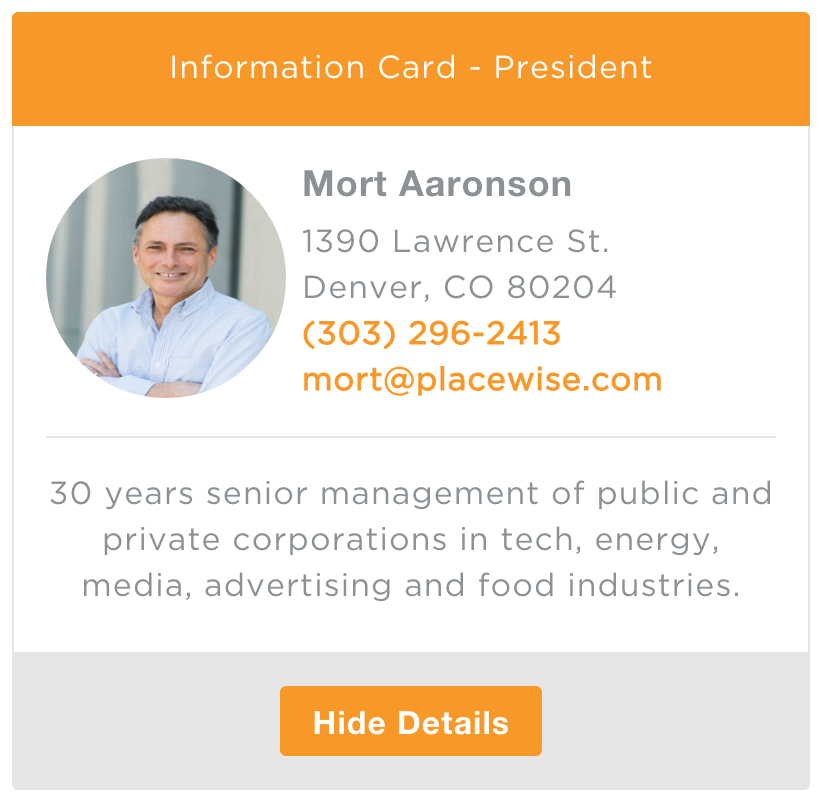 Information Card - President
Mort Aaronson
1390 Lawrence St.
Denver, CO 80204
(303) 296-2413
mort@placewise.com
30 years senior management of public and
private corporations in tech, energy,
media, advertising and food industries.
Hide Details